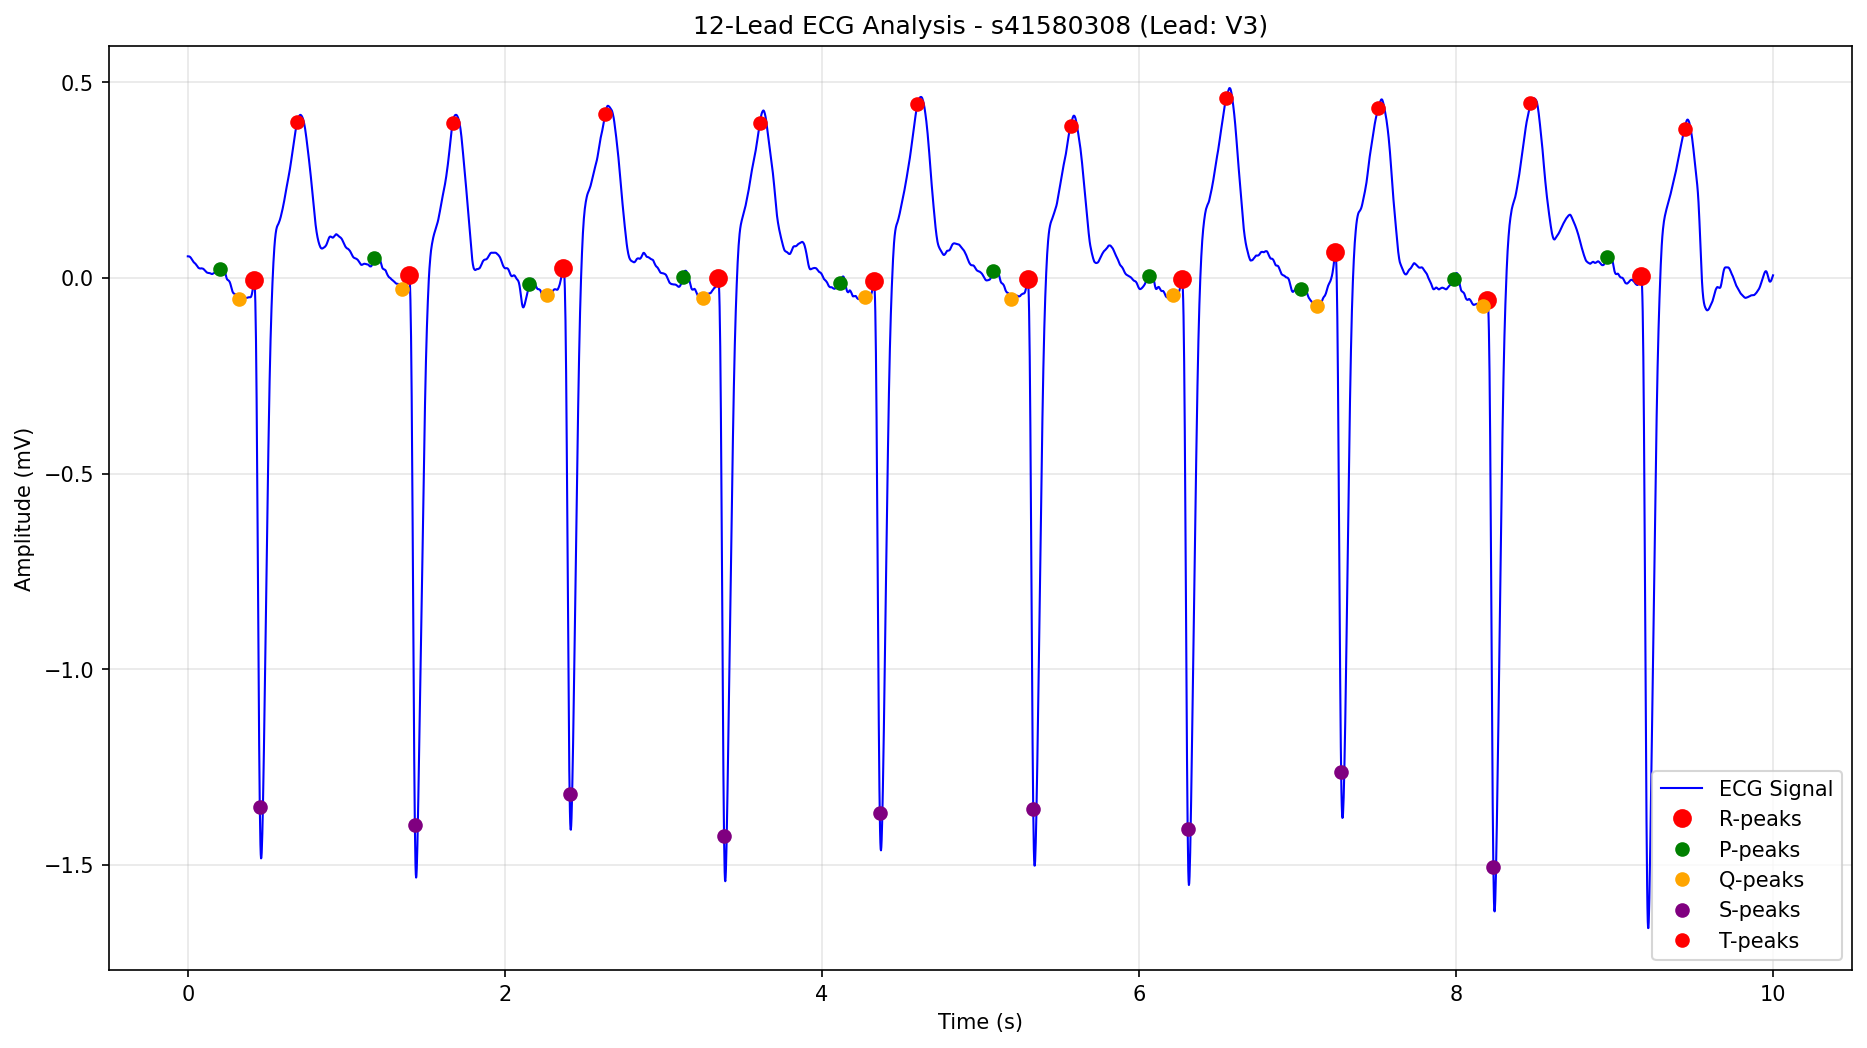 12-Lead ECG Analysis - s41580308 (Lead: V3)
0.5
0.0
−0.5
−1.0
−1.5
Amplitude (mV)
0 2 4 6 8 10
Time (s)
ECG Signal
R-peaks
P-peaks
Q-peaks
S-peaks
T-peaks